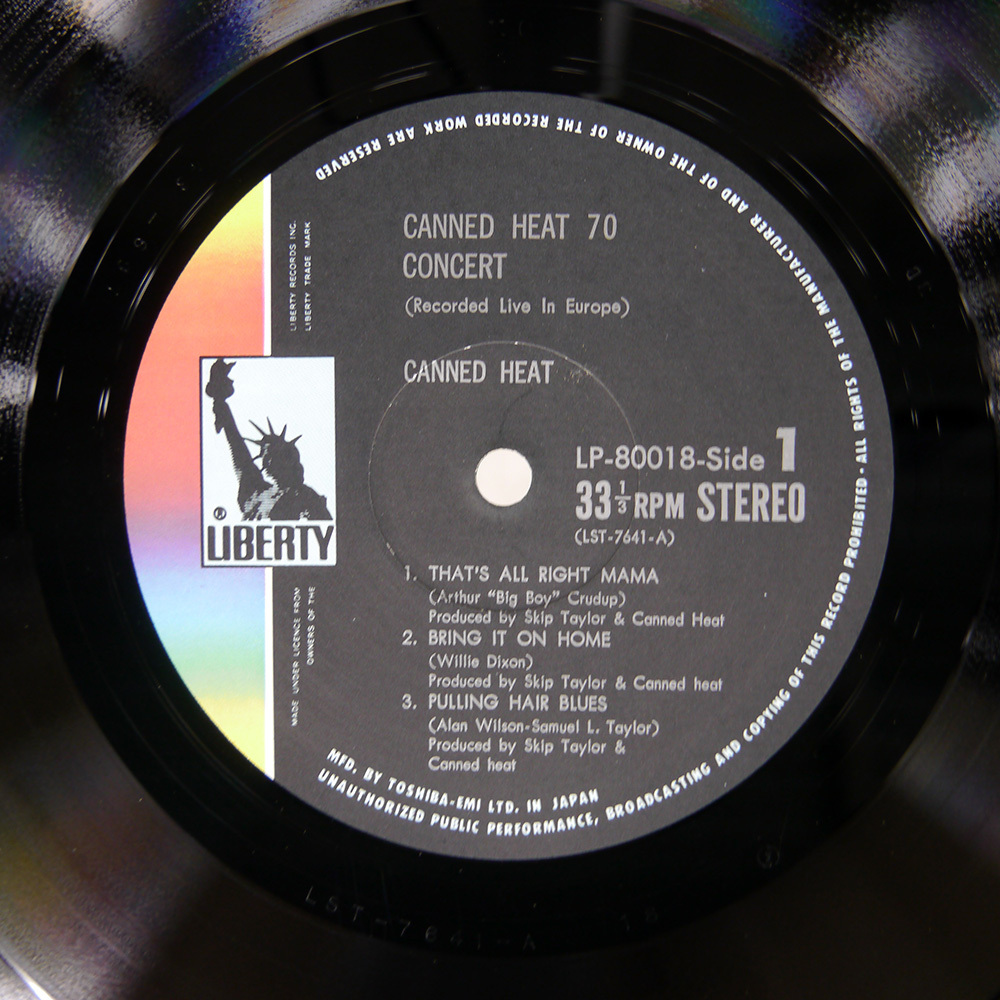 CANNED HEAT 70
CONCERT
(Recorded Live In Europe)
CANNED HEAT
LP-80018-Side 1
33 1/3 RPM STEREO
(LST-7641-A)
1. THAT'S ALL RIGHT MAMA
(Arthur "Big Boy" Crudup)
Produced by Skip Taylor & Canned Heat
2. BRING IT ON HOME
(Willie Dixon)
Produced by Skip Taylor & Canned heat
3. PULLING HAIR BLUES
(Alan Wilson-Samuel L. Taylor)
Produced by Skip Taylor &
Canned heat
LIBERTY RECORDS INC.
LIBERTY TRADE MARK
®
LIBERTY
MADE UNDER LICENCE FROM
OWNERS OF THE
MFD. BY TOSHIBA-EMI LTD. IN JAPAN
UNAUTHORIZED PUBLIC PERFORMANCE, BROADCASTING AND COPYING OF THIS RECORD PROHIBITED · ALL RIGHTS OF THE MANUFACTURER AND OF THE OWNER OF THE RECORDED WORK ARE RESERVED
LST-7641-A